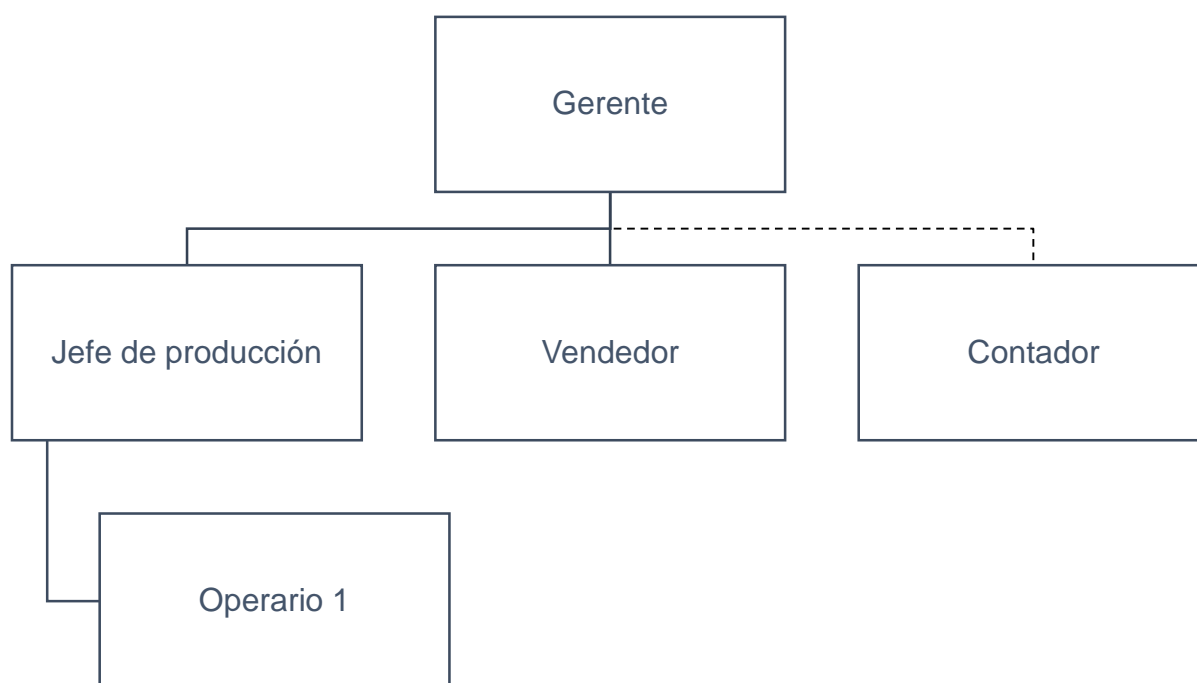 Gerente
Jefe de producción
Vendedor
Contador
Operario 1